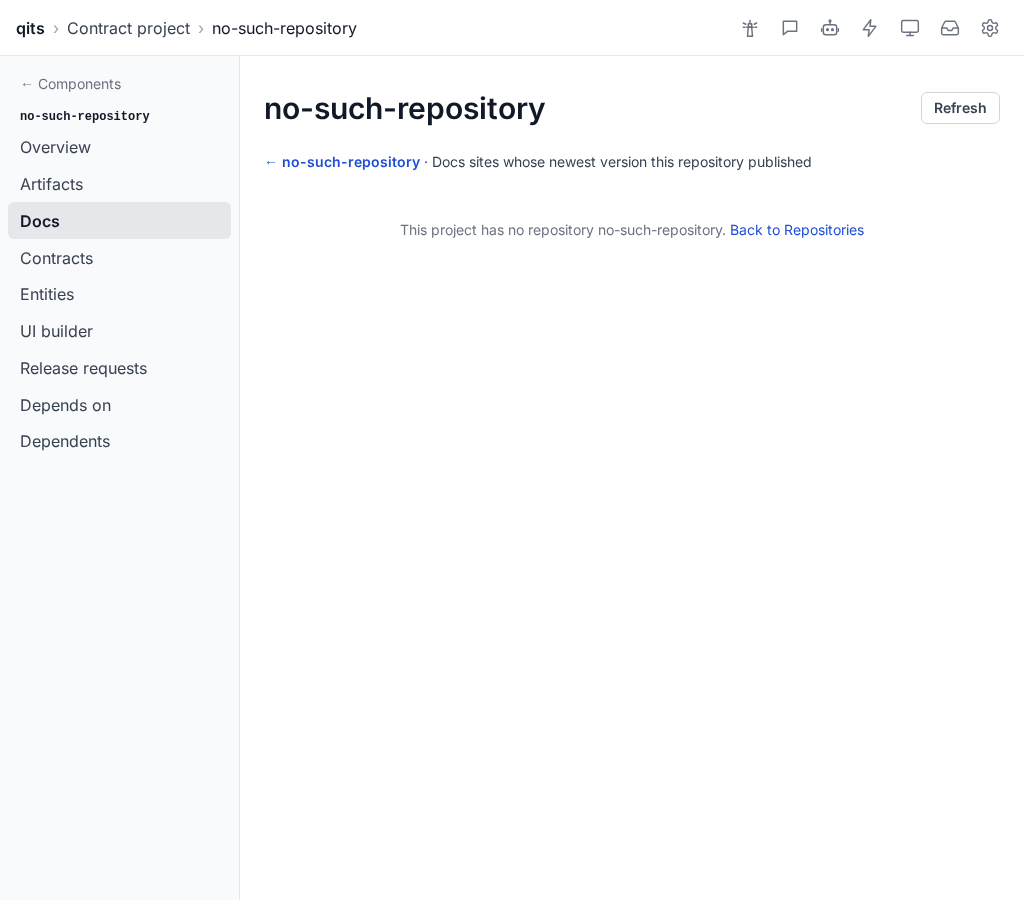 qits › Contract project › no-such-repository
← Components
no-such-repository
Overview
Artifacts
Docs
Contracts
Entities
UI builder
Release requests
Depends on
Dependents
no-such-repository
Refresh
← no-such-repository · Docs sites whose newest version this repository published
This project has no repository no-such-repository. Back to Repositories